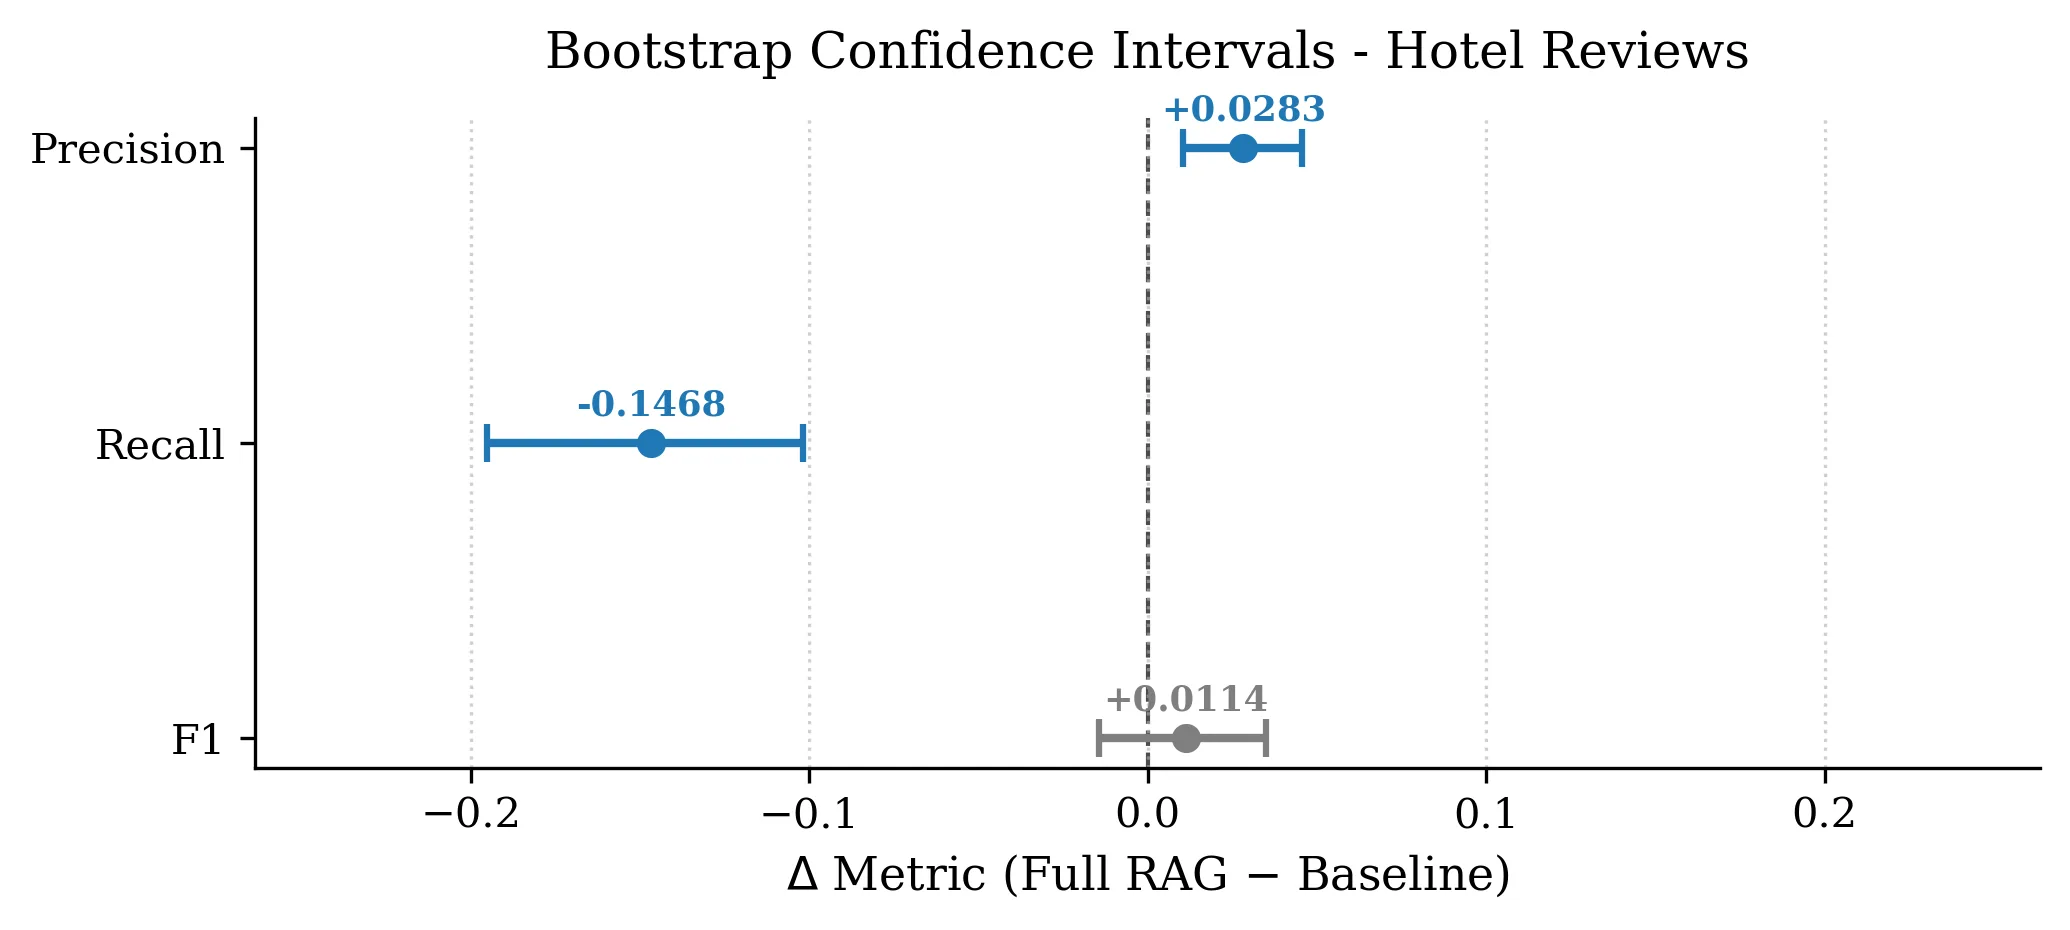 Bootstrap Confidence Intervals - Hotel Reviews
+0.0283
Precision
-0.1468
Recall
+0.0114
F1
−0.2 −0.1 0.0 0.1 0.2
Δ Metric (Full RAG − Baseline)